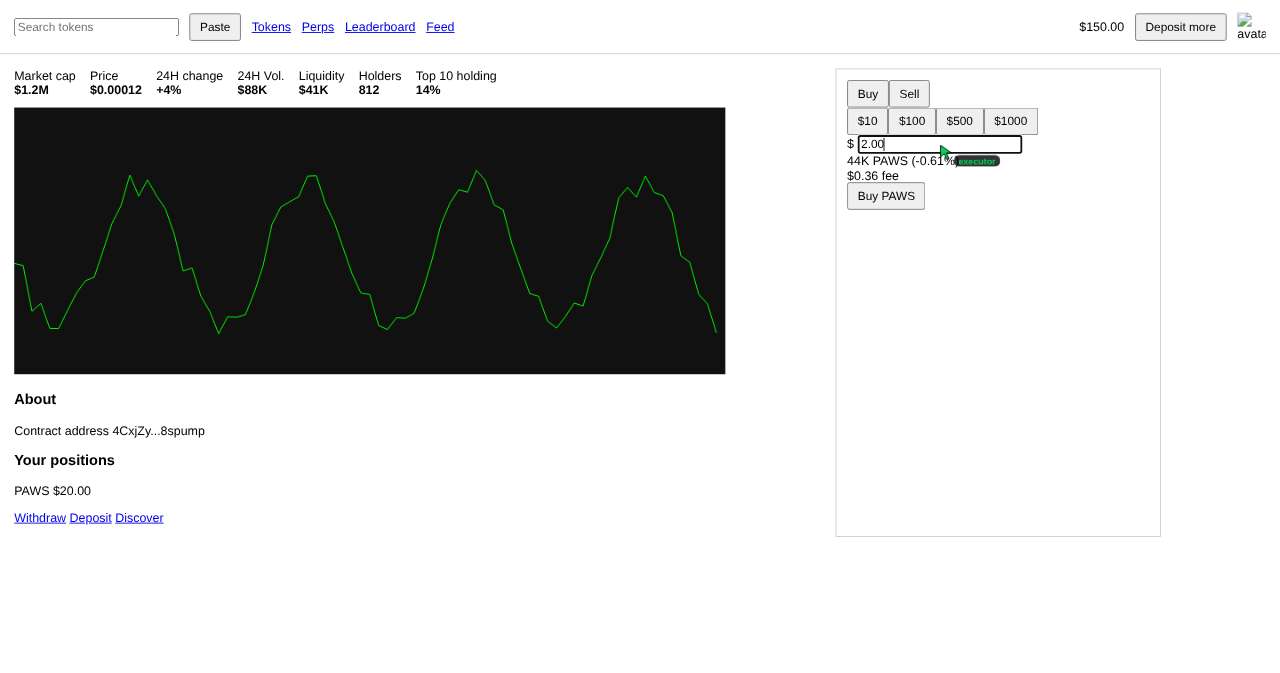 Search tokens Paste Tokens Perps Leaderboard Feed $150.00 Deposit more avata
Market cap Price 24H change 24H Vol. Liquidity Holders Top 10 holding
$1.2M $0.00012 +4% $88K $41K 812 14%
Buy Sell
$10 $100 $500 $1000
$ 2.00
44K PAWS (-0.61%
executor
$0.36 fee
Buy PAWS
About
Contract address 4CxjZy...8spump
Your positions
PAWS $20.00
Withdraw Deposit Discover